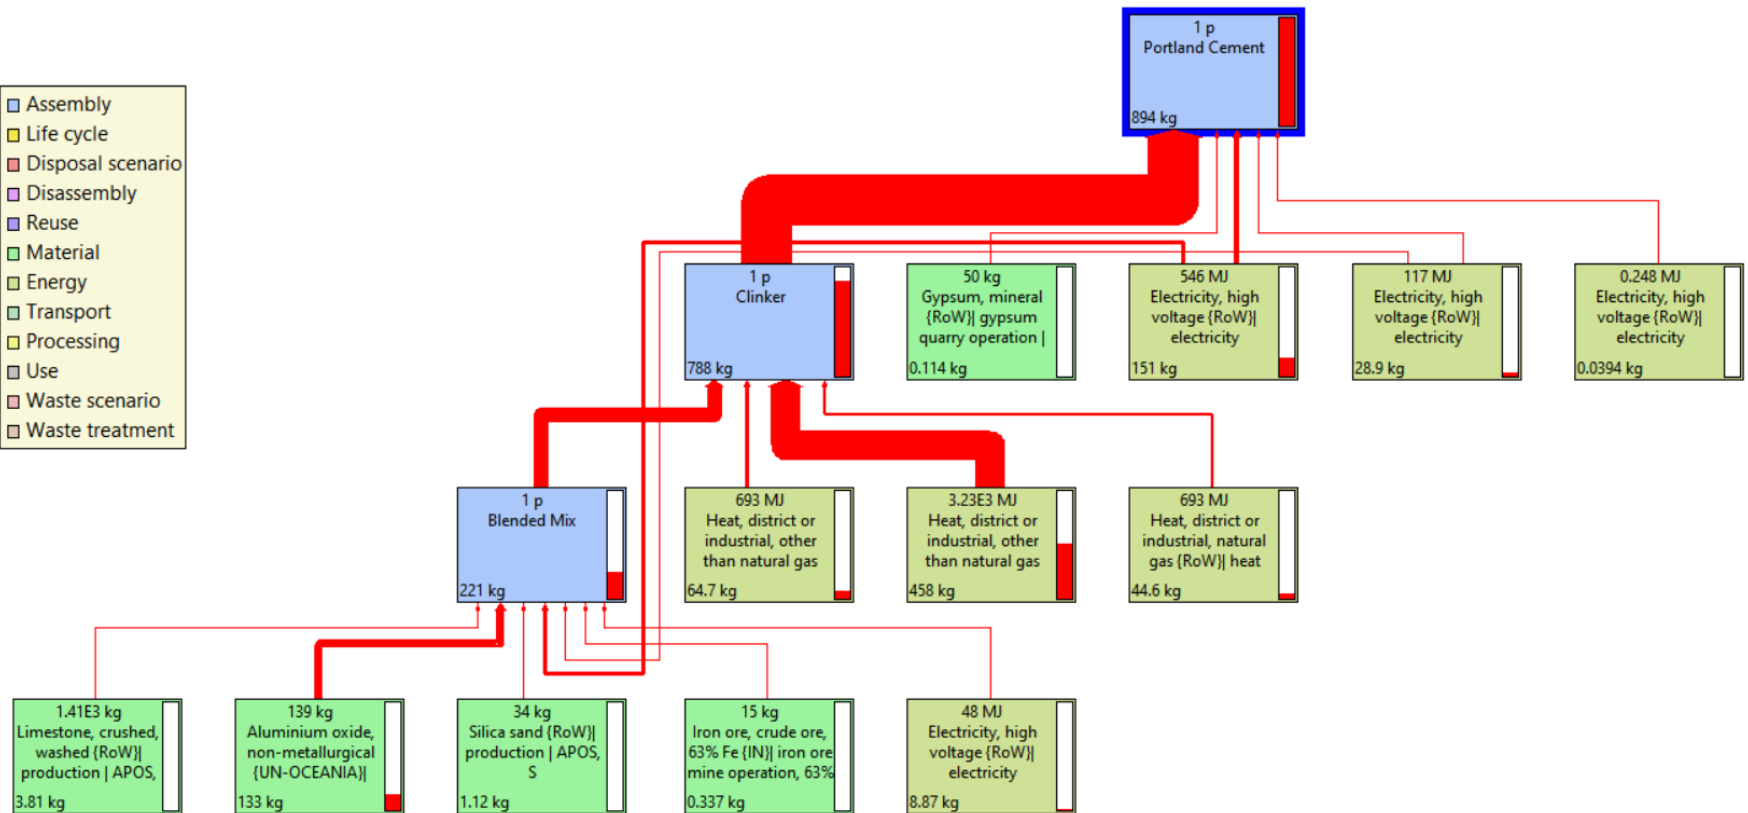 Assembly
Life cycle
Disposal scenario
Disassembly
Reuse
Material
Energy
Transport
Processing
Use
Waste scenario
Waste treatment
1 p
Portland Cement
894 kg
1 p
Clinker
788 kg
50 kg
Gypsum, mineral
{RoW}| gypsum
quarry operation |
0.114 kg
546 MJ
Electricity, high
voltage {RoW}|
electricity
151 kg
117 MJ
Electricity, high
voltage {RoW}|
electricity
28.9 kg
0.248 MJ
Electricity, high
voltage {RoW}|
electricity
0.0394 kg
1 p
Blended Mix
221 kg
693 MJ
Heat, district or
industrial, other
than natural gas
64.7 kg
3.23E3 MJ
Heat, district or
industrial, other
than natural gas
458 kg
693 MJ
Heat, district or
industrial, natural
gas {RoW}| heat
44.6 kg
1.41E3 kg
Limestone, crushed,
washed {RoW}|
production | APOS,
3.81 kg
139 kg
Aluminium oxide,
non-metallurgical
{UN-OCEANIA}|
133 kg
34 kg
Silica sand {RoW}|
production | APOS,
S
1.12 kg
15 kg
Iron ore, crude ore,
63% Fe {IN}| iron ore
mine operation, 63%
0.337 kg
48 MJ
Electricity, high
voltage {RoW}|
electricity
8.87 kg